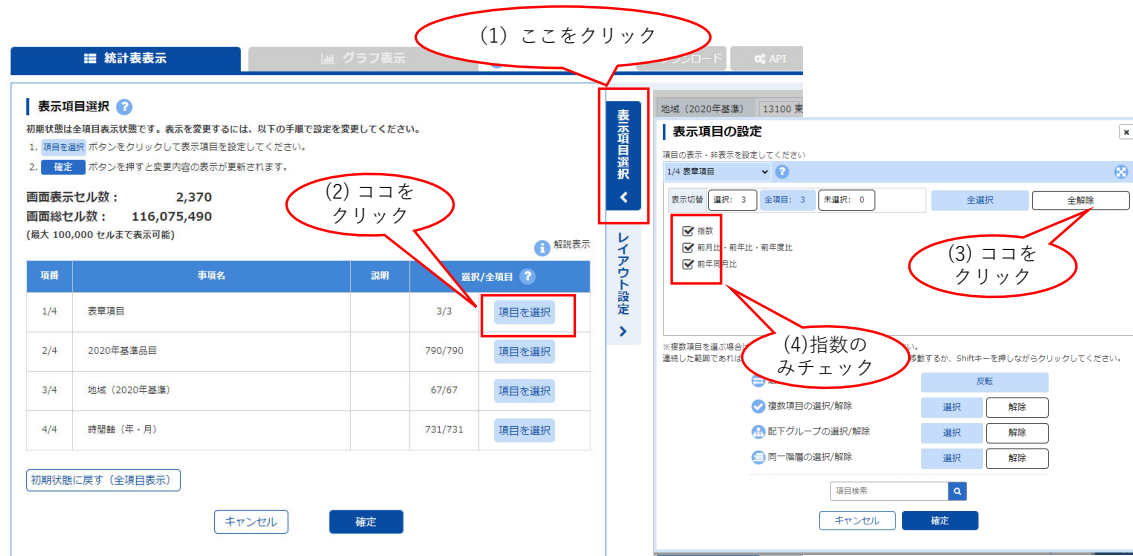 (1) ここをクリック
統計表表示
グラフ表示
ダウンロード
API
表示項目選択 ?
初期状態は全項目表示状態です。表示を変更するには、以下の手順で設定を変更してください。
1. 項目を選択 ボタンをクリックして表示項目を設定してください。
2. 確定 ボタンを押すと変更内容の表示が更新されます。
画面表示セル数： 2,370
画面総セル数： 116,075,490
(最大 100,000 セルまで表示可能)
(2) ココを
クリック
i 解説表示
項番 事項名 説明 選択/全項目 ?
1/4 表章項目 3/3 項目を選択
2/4 2020年基準品目 790/790 項目を選択
3/4 地域（2020年基準） 67/67 項目を選択
4/4 時間軸（年・月） 731/731 項目を選択
初期状態に戻す（全項目表示）
キャンセル 確定
表示項目選択
レイアウト設定
地域（2020年基準） 13100 東
表示項目の設定
項目の表示・非表示を設定してください
1/4 表章項目 ?
表示切替 選択: 3 全項目: 3 未選択: 0 全選択 全解除
指数
前月比・前年比・前年度比
前年同月比
(3) ココを
クリック
(4)指数の
みチェック
※複数項目を選ぶ場合は い。
連続した範囲であれば 移動するか、Shiftキーを押しながらクリックしてください。
反転
複数項目の選択/解除 選択 解除
配下グループの選択/解除 選択 解除
同一階層の選択/解除 選択 解除
項目検索
キャンセル 確定